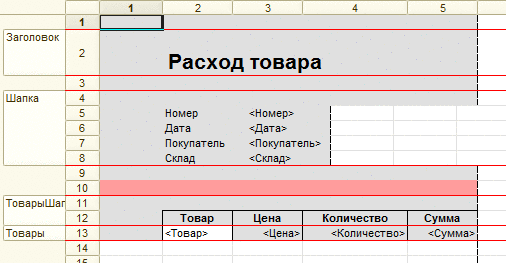 1 2 3 4 5
1
Заголовок
2 Расход товара
3
Шапка 4
5 Номер <Номер>
6 Дата <Дата>
7 Покупатель <Покупатель>
8 Склад <Склад>
9
10
ТоварыШап 11
12 Товар Цена Количество Сумма
Товары 13 <Товар> <Цена> <Количество> <Сумма>
14
15